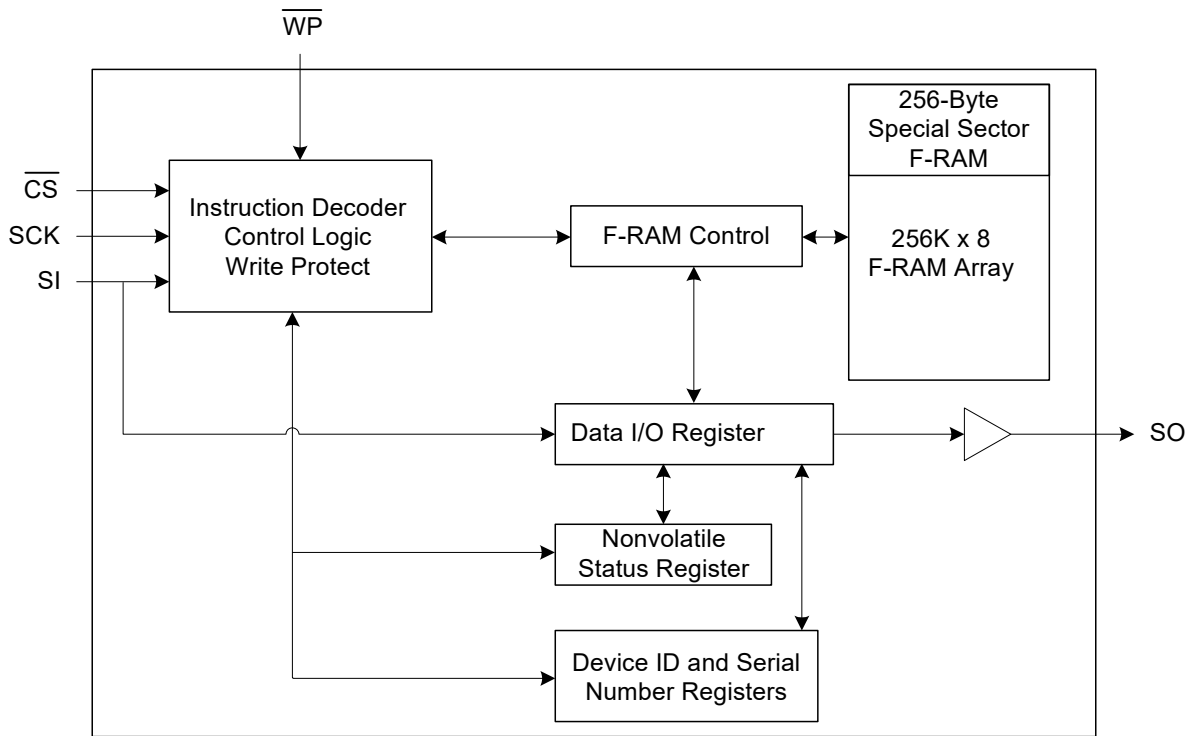 WP
CS
SCK
SI
Instruction Decoder
Control Logic
Write Protect
F-RAM Control
256-Byte
Special Sector
F-RAM
256K x 8
F-RAM Array
Data I/O Register
SO
Nonvolatile
Status Register
Device ID and Serial
Number Registers